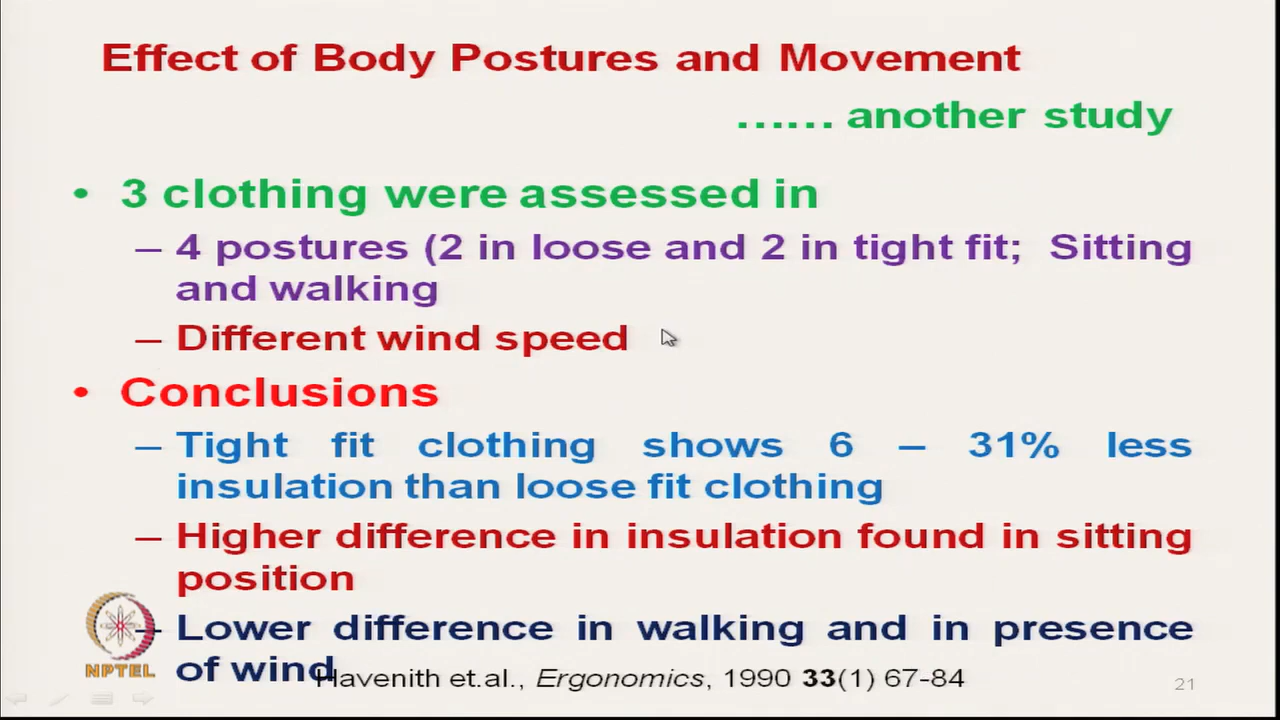 Effect of Body Postures and Movement
...... another study
• 3 clothing were assessed in
– 4 postures (2 in loose and 2 in tight fit; Sitting
and walking
– Different wind speed
• Conclusions
– Tight fit clothing shows 6 – 31% less
insulation than loose fit clothing
– Higher difference in insulation found in sitting
position
– Lower difference in walking and in presence
of wind
Havenith et.al., Ergonomics, 1990 33(1) 67-84
NPTEL
21